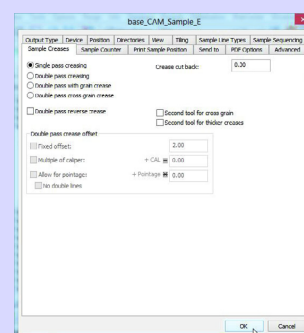 base_CAM_Sample_E
Output Type Device Position Directories View Tiling Sample Line Types Sample Sequencing
Sample Creases Sample Counter Print Sample Position Send to PDF Options Advanced
Single pass creasing Crease cut back: 0.30
Double pass creasing
Double pass with grain crease
Double pass cross grain crease
Double pass reverse crease Second tool for cross grain
Second tool for thicker creases
Double pass crease offset
Fixed offset: 2.00
Multiple of caliper: + CAL 0.00
Allow for pointage: + Pointage 0.00
No double lines
OK Cancel